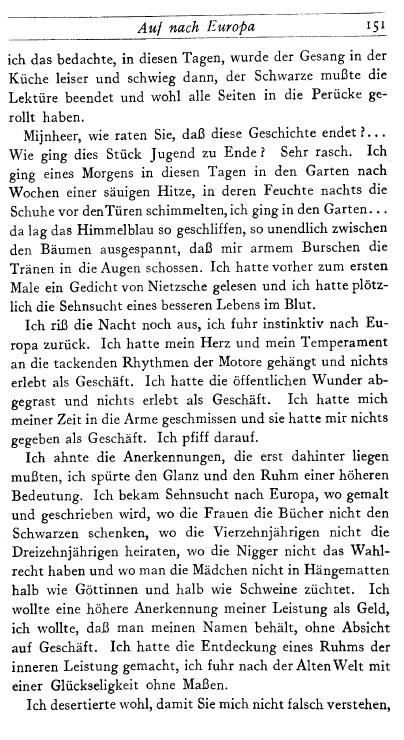 Auf nach Europa 151
ich das bedachte, in diesen Tagen, wurde der Gesang in der
Küche leiser und schwieg dann, der Schwarze mußte die
Lektüre beendet und wohl alle Seiten in die Perücke ge-
rollt haben.
Mijnheer, wie raten Sie, daß diese Geschichte endet?...
Wie ging dies Stück Jugend zu Ende? Sehr rasch. Ich
ging eines Morgens in diesen Tagen in den Garten nach
Wochen einer säuigen Hitze, in deren Feuchte nachts die
Schuhe vor den Türen schimmelten, ich ging in den Garten...
da lag das Himmelblau so geschliffen, so unendlich zwischen
den Bäumen ausgespannt, daß mir armem Burschen die
Tränen in die Augen schossen. Ich hatte vorher zum ersten
Male ein Gedicht von Nietzsche gelesen und ich hatte plötz-
lich die Sehnsucht eines besseren Lebens im Blut.
Ich riß die Nacht noch aus, ich fuhr instinktiv nach Eu-
ropa zurück. Ich hatte mein Herz und mein Temperament
an die tackenden Rhythmen der Motore gehängt und nichts
erlebt als Geschäft. Ich hatte die öffentlichen Wunder ab-
gegrast und nichts erlebt als Geschäft. Ich hatte mich
meiner Zeit in die Arme geschmissen und sie hatte mir nichts
gegeben als Geschäft. Ich pfiff darauf.
Ich ahnte die Anerkennungen, die erst dahinter liegen
mußten, ich spürte den Glanz und den Ruhm einer höheren
Bedeutung. Ich bekam Sehnsucht nach Europa, wo gemalt
und geschrieben wird, wo die Frauen die Bücher nicht den
Schwarzen schenken, wo die Vierzehnjährigen nicht die
Dreizehnjährigen heiraten, wo die Nigger nicht das Wahl-
recht haben und wo man die Mädchen nicht in Hängematten
halb wie Göttinnen und halb wie Schweine züchtet. Ich
wollte eine höhere Anerkennung meiner Leistung als Geld,
ich wollte, daß man meinen Namen behält, ohne Absicht
auf Geschäft. Ich hatte die Entdeckung eines Ruhms der
inneren Leistung gemacht, ich fuhr nach der Alten Welt mit
einer Glückseligkeit ohne Maßen.
Ich desertierte wohl, damit Sie mich nicht falsch verstehen,